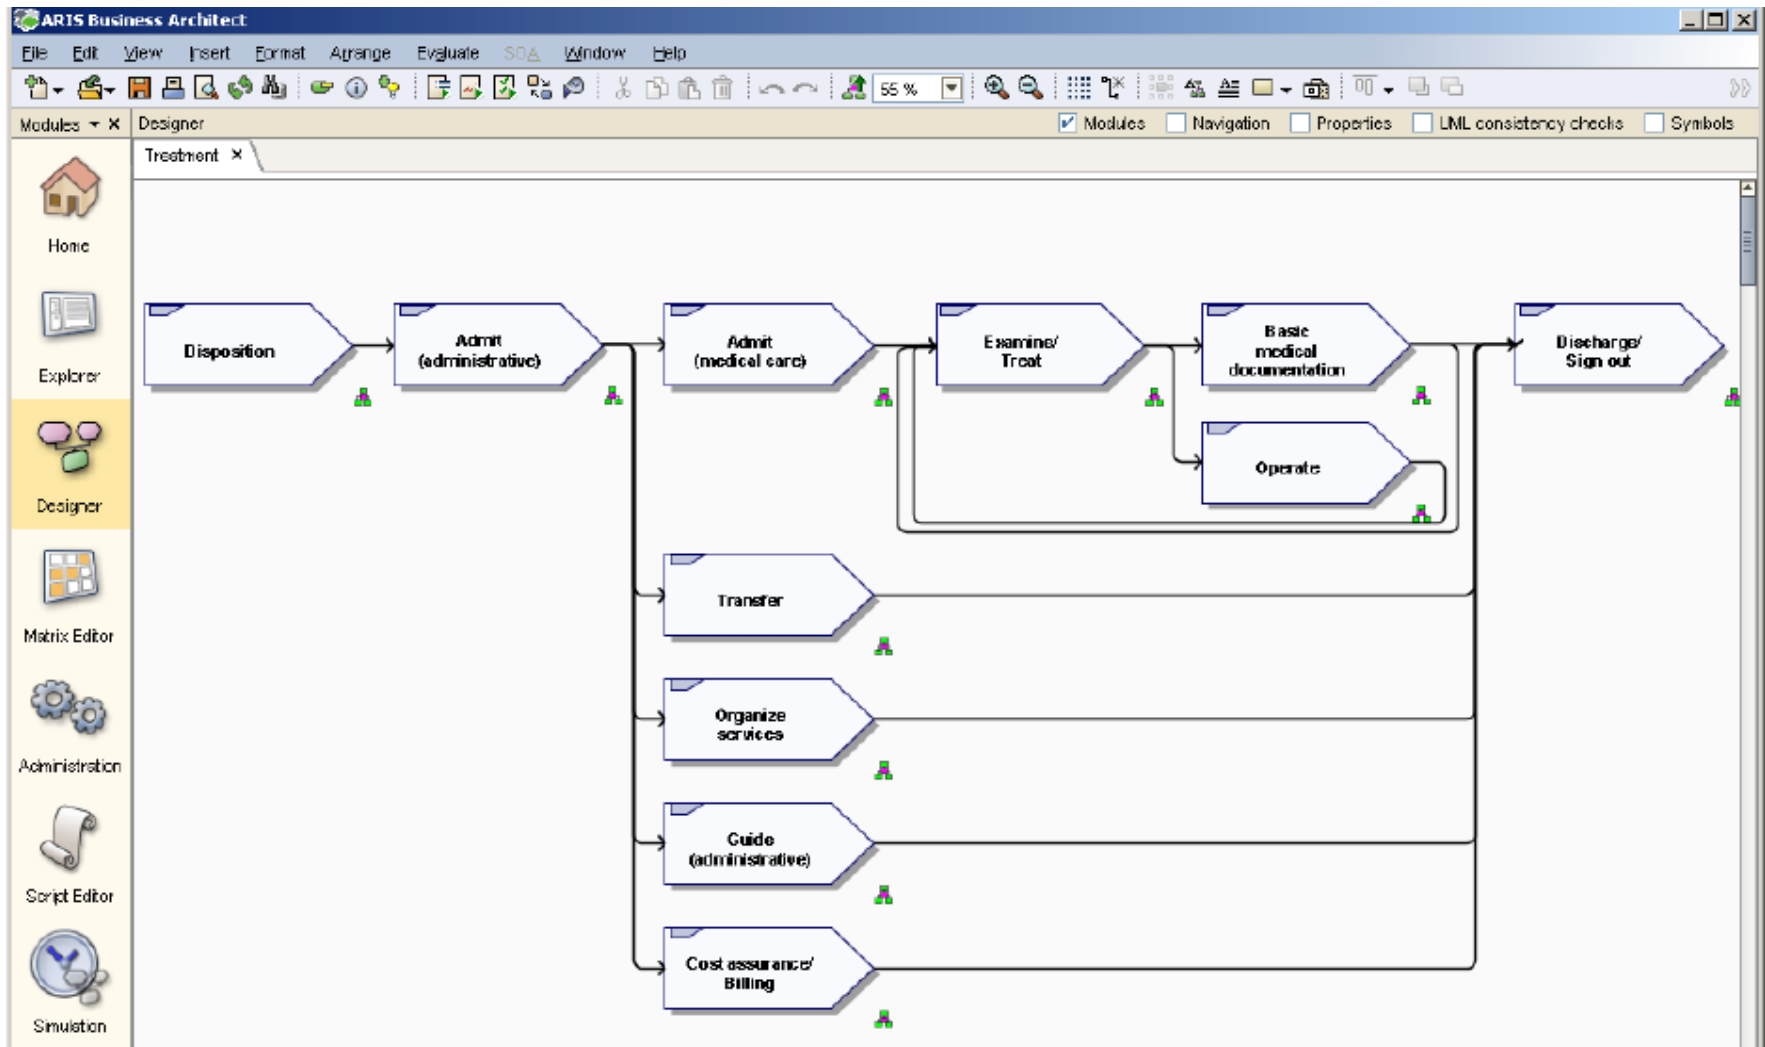 ARIS Business Architect
File Edit View Insert Format Arrange Evaluate SOA Window Help
55 %
Modules Designer Modules Navigation Properties UML consistency checks Symbols
Treatment
Home
Explorer
Designer
Matrix Editor
Administration
Script Editor
Simulation
Disposition
Admit
(administrative)
Admit
(medical care)
Examine/
Treat
Basic
medical
documentation
Discharge/
Sign out
Operate
Transfer
Organize
services
Guide
(administrative)
Cost assurance/
Billing